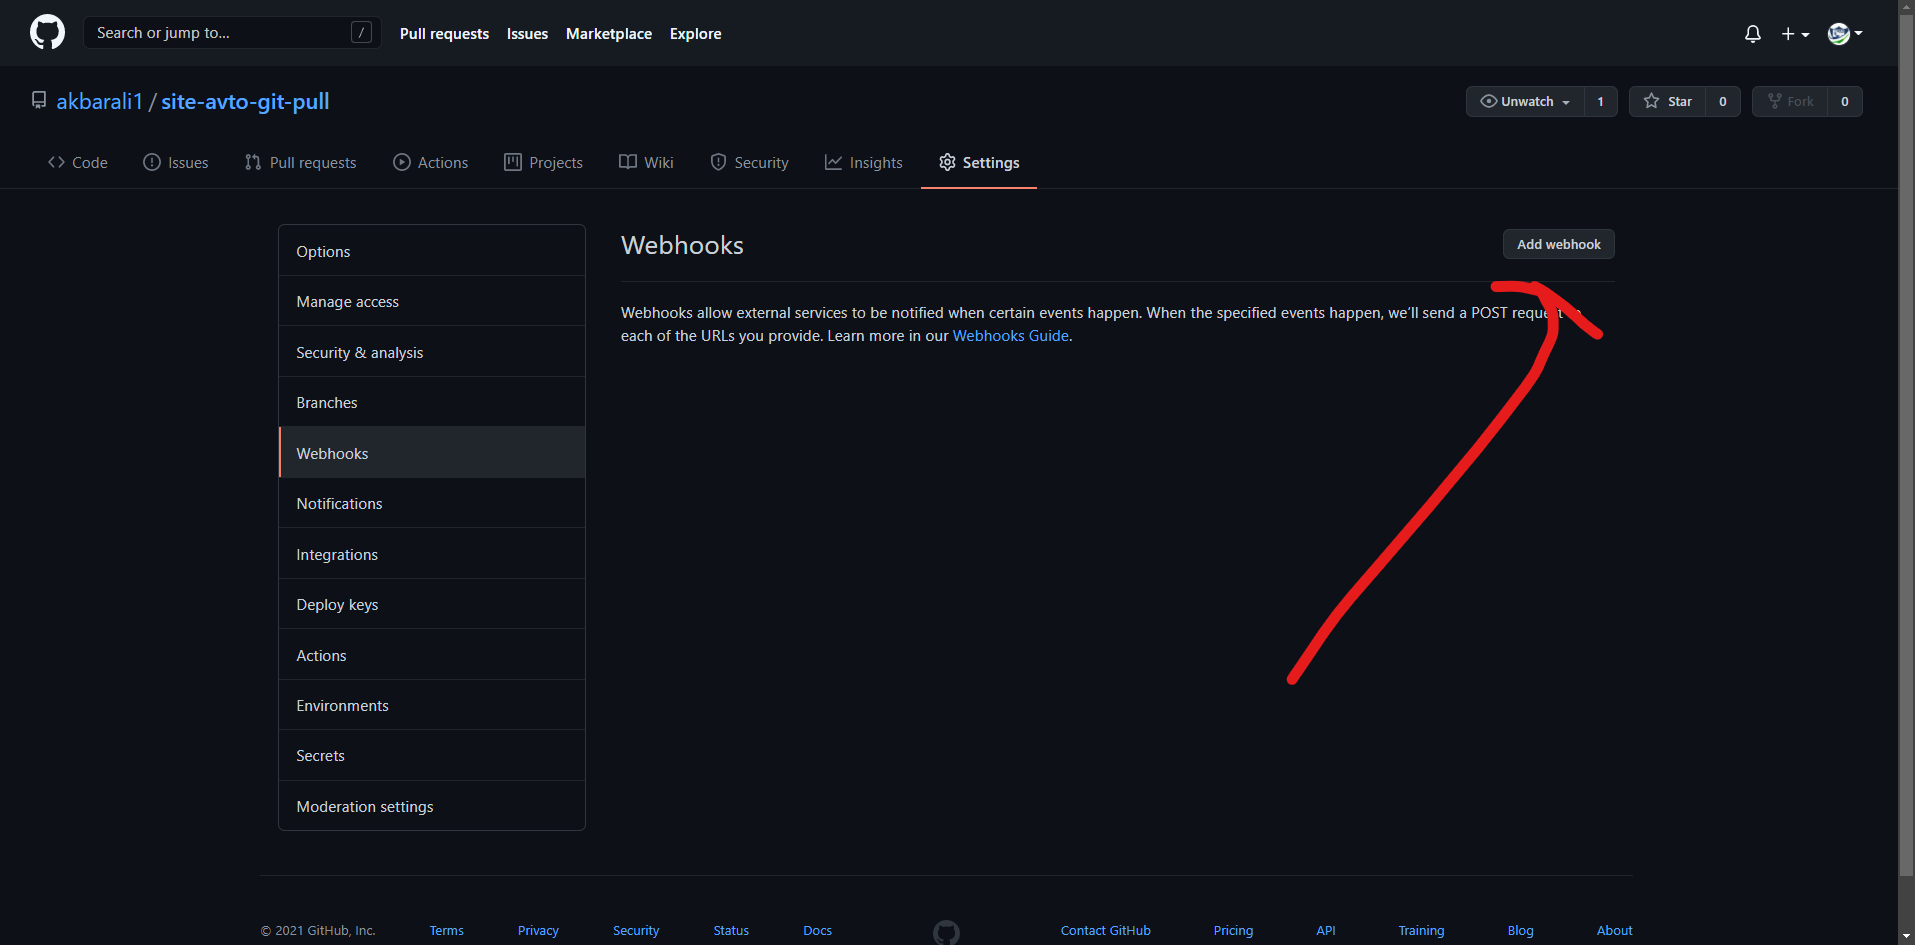 Search or jump to... /
Pull requests Issues Marketplace Explore
akbarali1 / site-avto-git-pull
Unwatch 1 Star 0 Fork 0
Code Issues Pull requests Actions Projects Wiki Security Insights Settings
Options
Manage access
Security & analysis
Branches
Webhooks
Notifications
Integrations
Deploy keys
Actions
Environments
Secrets
Moderation settings
Webhooks
Add webhook
Webhooks allow external services to be notified when certain events happen. When the specified events happen, we'll send a POST request
each of the URLs you provide. Learn more in our Webhooks Guide.
© 2021 GitHub, Inc. Terms Privacy Security Status Docs Contact GitHub Pricing API Training Blog About